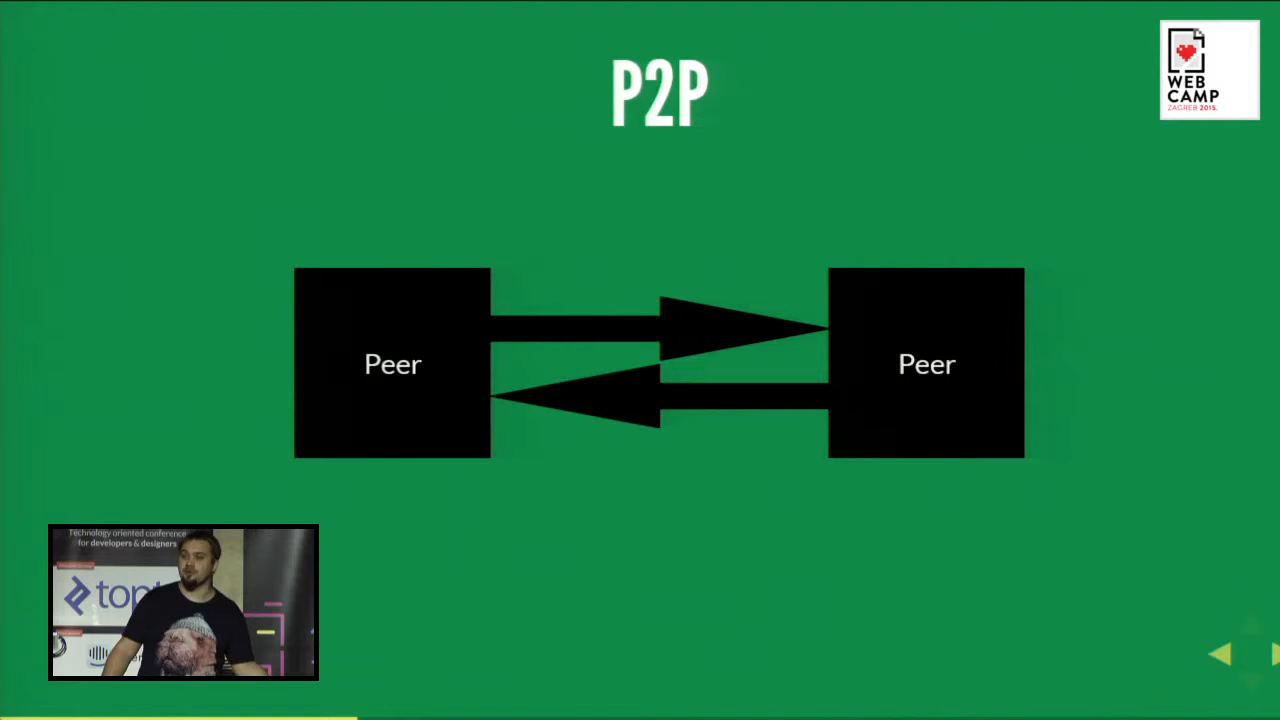 P2P
WEB
CAMP
ZAGREB 2015.
Peer
Peer
Technology oriented conference
for developers & designers